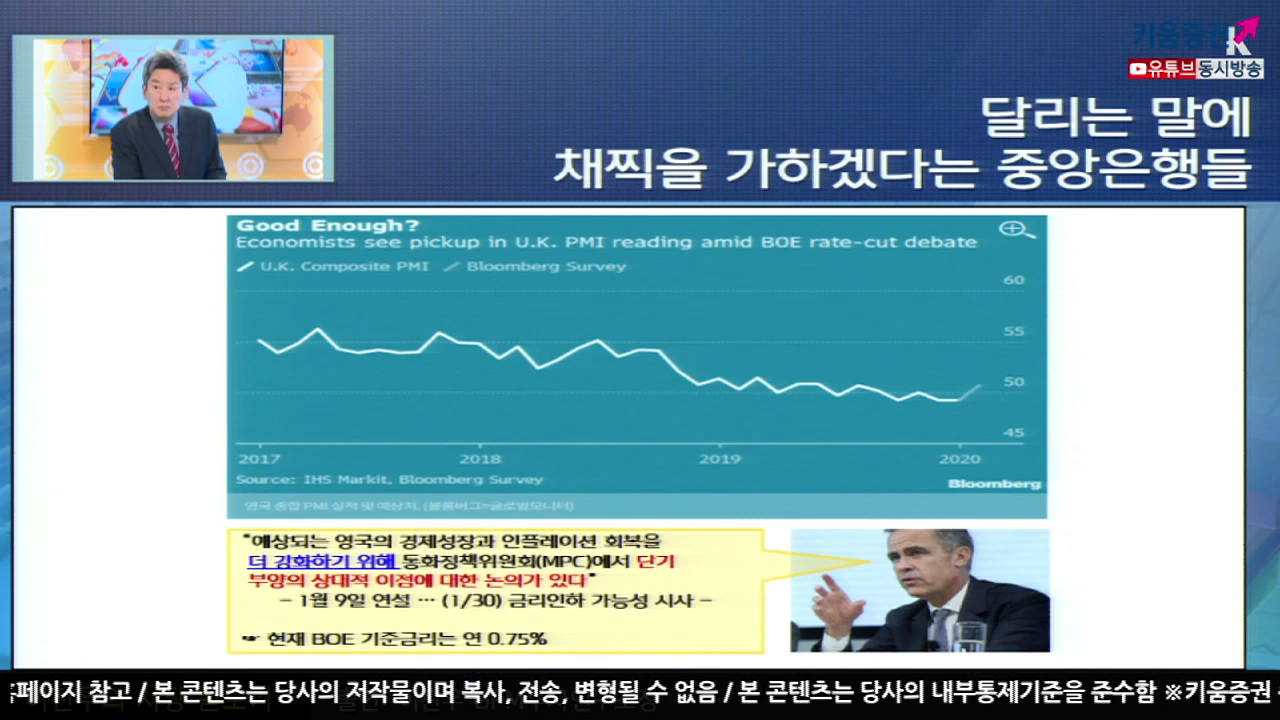 키움증권
유튜브 동시방송
달리는 말에
채찍을 가하겠다는 중앙은행들
Good Enough?
Economists see pickup in U.K. PMI reading amid BOE rate-cut debate
U.K. Composite PMI Bloomberg Survey
60
55
50
45
2017 2018 2019 2020
Source: IHS Markit, Bloomberg Survey
Bloomberg
영국 종합 PMI 실적 및 예상치, (블룸버그=글로벌모니터)
"예상되는 영국의 경제성장과 인플레이션 회복을
더 강화하기 위해 통화정책위원회(MPC)에서 단기
부양의 상대적 이점에 대한 논의가 있다"
- 1월 9일 연설 … (1/30) 금리인하 가능성 시사 -
☛ 현재 BOE 기준금리는 연 0.75%
페이지 참고 / 본 콘텐츠는 당사의 저작물이며 복사, 전송, 변형될 수 없음 / 본 콘텐츠는 당사의 내부통제기준을 준수함 ※키움증권